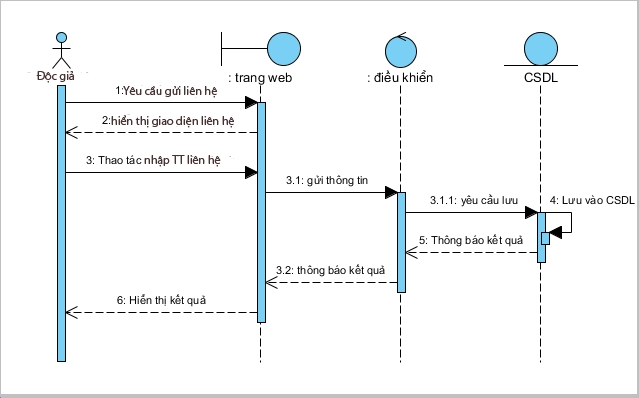 Độc giả
: trang web
: điều khiển
CSDL
1:Yêu cầu gửi liên hệ
2:hiển thị giao diện liên hệ
3: Thao tác nhập TT liên hệ
3.1: gửi thông tin
3.1.1: yêu cầu lưu
4: Lưu vào CSDL
5: Thông báo kết quả
3.2: thông báo kết quả
6: Hiển thị kết quả